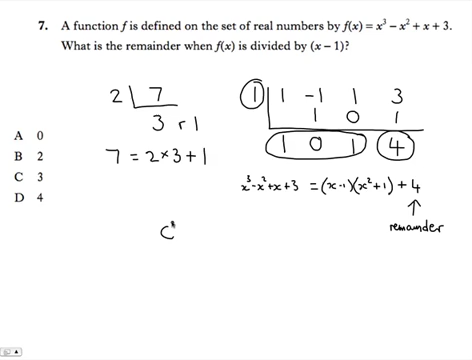 7. A function f is defined on the set of real numbers by f(x) = x³ − x² + x + 3.
What is the remainder when f(x) is divided by (x − 1)?
2 7
3 r 1
7 = 2 × 3 + 1
1 1 -1 1 3
1 0 1
1 0 1 4
x³ - x² + x + 3 = (x - 1)(x² + 1) + 4
↑
remainder
A 0
B 2
C 3
D 4